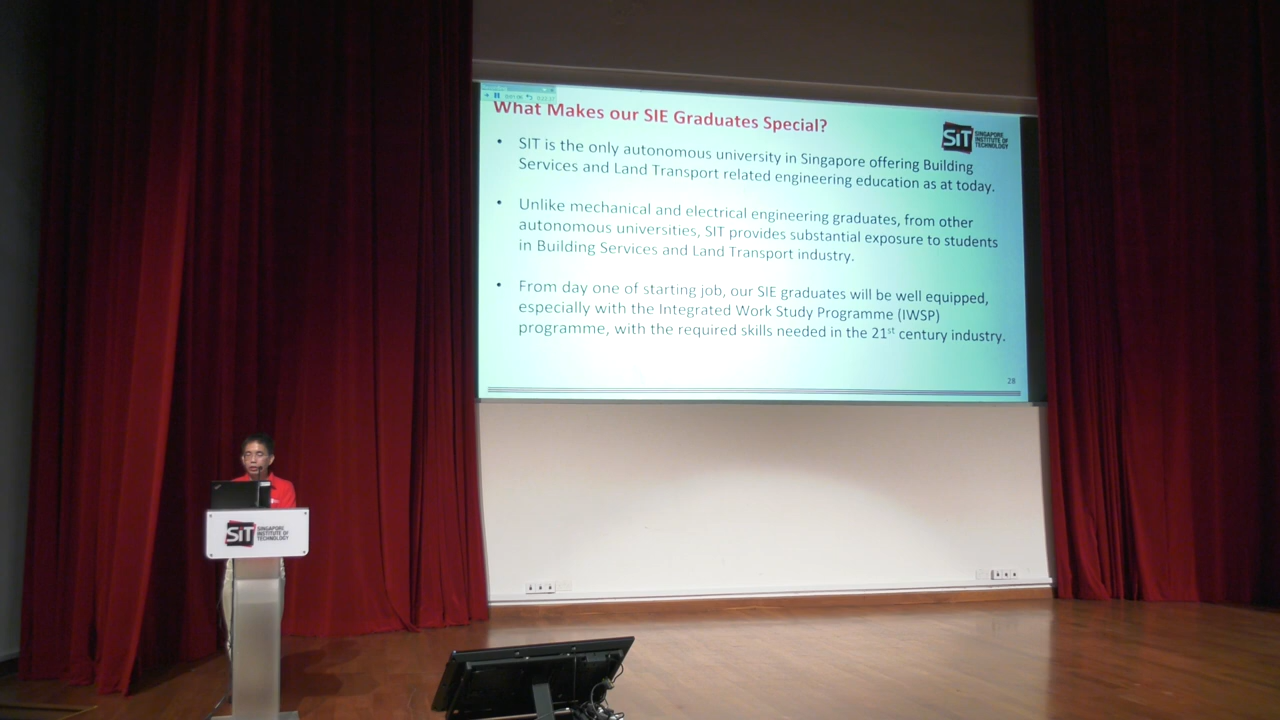 What Makes our SIE Graduates Special?
SiT SINGAPORE
INSTITUTE OF
TECHNOLOGY
• SIT is the only autonomous university in Singapore offering Building
Services and Land Transport related engineering education as at today.
• Unlike mechanical and electrical engineering graduates, from other
autonomous universities, SIT provides substantial exposure to students
in Building Services and Land Transport industry.
• From day one of starting job, our SIE graduates will be well equipped,
especially with the Integrated Work Study Programme (IWSP)
programme, with the required skills needed in the 21st century industry.
28
SiT SINGAPORE
INSTITUTE OF
TECHNOLOGY